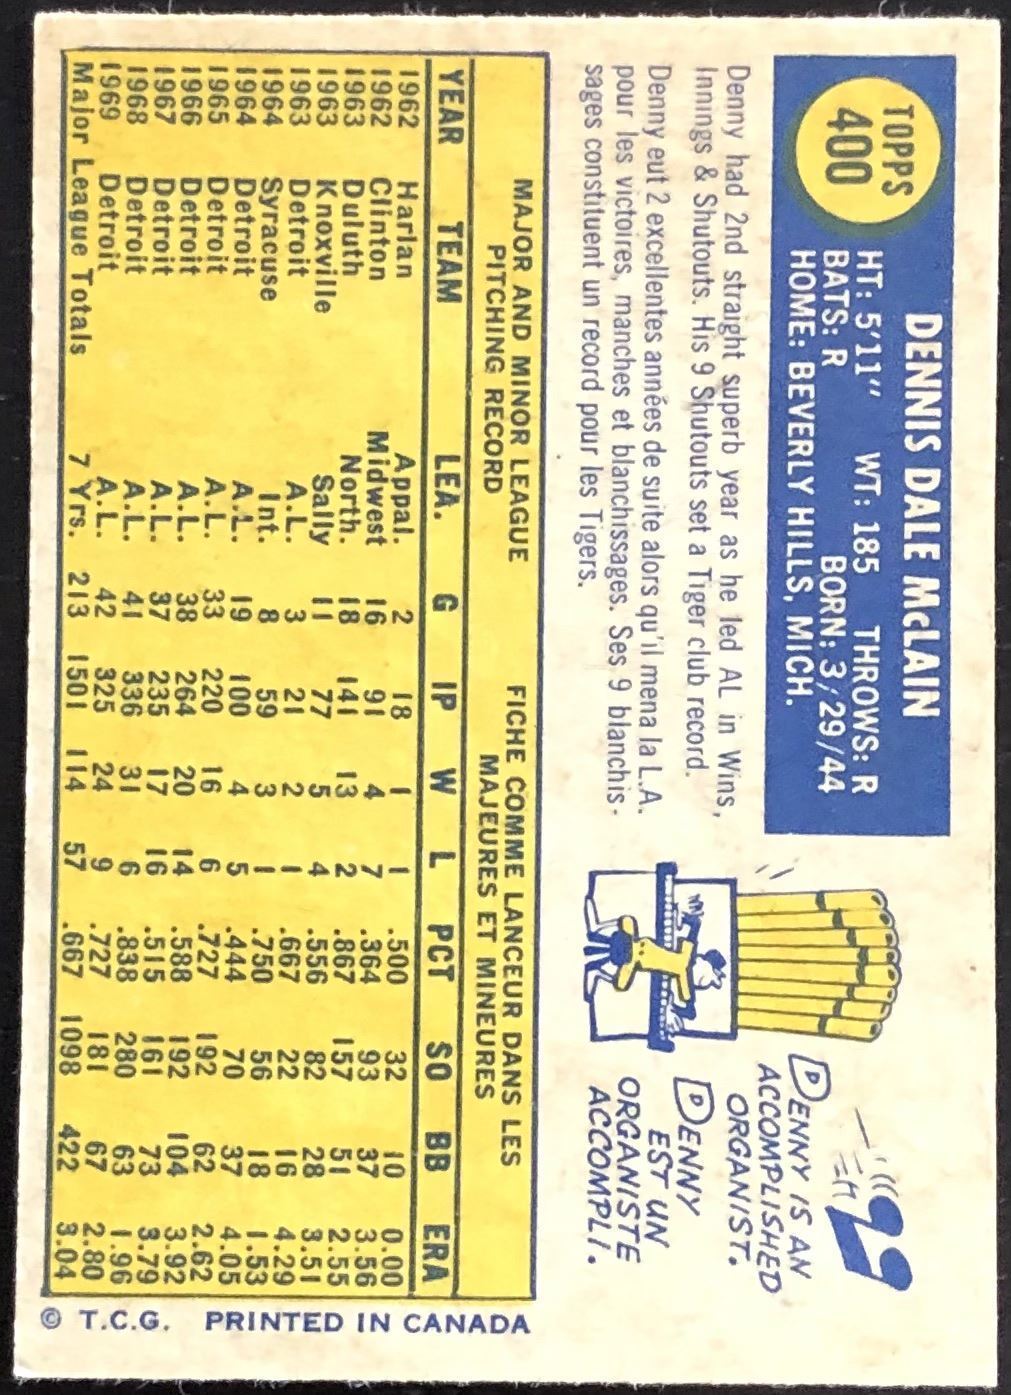 TOPPS
400
DENNIS DALE McLAIN
HT: 5'11" WT: 185 THROWS: R
BATS: R BORN: 3/29/44
HOME: BEVERLY HILLS, MICH.
Denny had 2nd straight superb year as he led AL in Wins,
Innings & Shutouts. His 9 Shutouts set a Tiger club record.
Denny eut 2 excellentes années de suite alors qu'il mena la L.A.
pour les victoires, manches et blanchissages. Ses 9 blanchis-
sages constituent un record pour les Tigers.
DENNY IS AN
ACCOMPLISHED
ORGANIST.
DENNY
EST UN
ORGANISTE
ACCOMPLI.
MAJOR AND MINOR LEAGUE
PITCHING RECORD
FICHE COMME LANCEUR DANS LES
MAJEURES ET MINEURES
YEAR TEAM LEA. G IP W L PCT SO BB ERA
1962 Harlan Appal. 2 18 1 1 .500 32 10 0.00
1962 Clinton Midwest 16 91 4 7 .364 93 37 3.56
1963 Duluth North. 18 141 13 2 .867 157 51 2.55
1963 Knoxville Sally 11 77 5 4 .556 82 28 3.51
1963 Detroit A.L. 3 21 2 1 .667 22 16 4.29
1964 Syracuse Int. 8 59 3 1 .750 56 18 1.53
1964 Detroit A.L. 19 100 4 5 .444 70 37 4.05
1965 Detroit A.L. 33 220 16 6 .727 192 62 2.62
1966 Detroit A.L. 38 264 20 14 .588 192 104 3.92
1967 Detroit A.L. 37 235 17 16 .515 161 73 3.79
1968 Detroit A.L. 41 336 31 6 .838 280 63 1.96
1969 Detroit A.L. 42 325 24 9 .727 181 67 2.80
Major League Totals 7 Yrs. 213 1501 114 57 .667 1098 422 3.04
© T.C.G. PRINTED IN CANADA